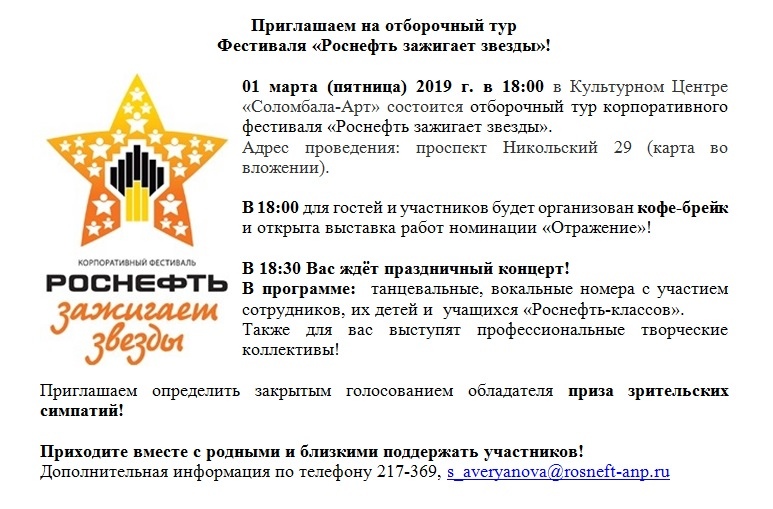 Приглашаем на отборочный тур
Фестиваля «Роснефть зажигает звезды»!
01 марта (пятница) 2019 г. в 18:00 в Культурном Центре
«Соломбала-Арт» состоится отборочный тур корпоративного
фестиваля «Роснефть зажигает звезды».
Адрес проведения: проспект Никольский 29 (карта во
вложении).
В 18:00 для гостей и участников будет организован кофе-брейк
и открыта выставка работ номинации «Отражение»!
КОРПОРАТИВНЫЙ ФЕСТИВАЛЬ
РОСНЕФТЬ
зажигает
звезды
В 18:30 Вас ждёт праздничный концерт!
В программе: танцевальные, вокальные номера с участием
сотрудников, их детей и учащихся «Роснефть-классов».
Также для вас выступят профессиональные творческие
коллективы!
Приглашаем определить закрытым голосованием обладателя приза зрительских
симпатий!
Приходите вместе с родными и близкими поддержать участников!
Дополнительная информация по телефону 217-369, s_averyanova@rosneft-anp.ru